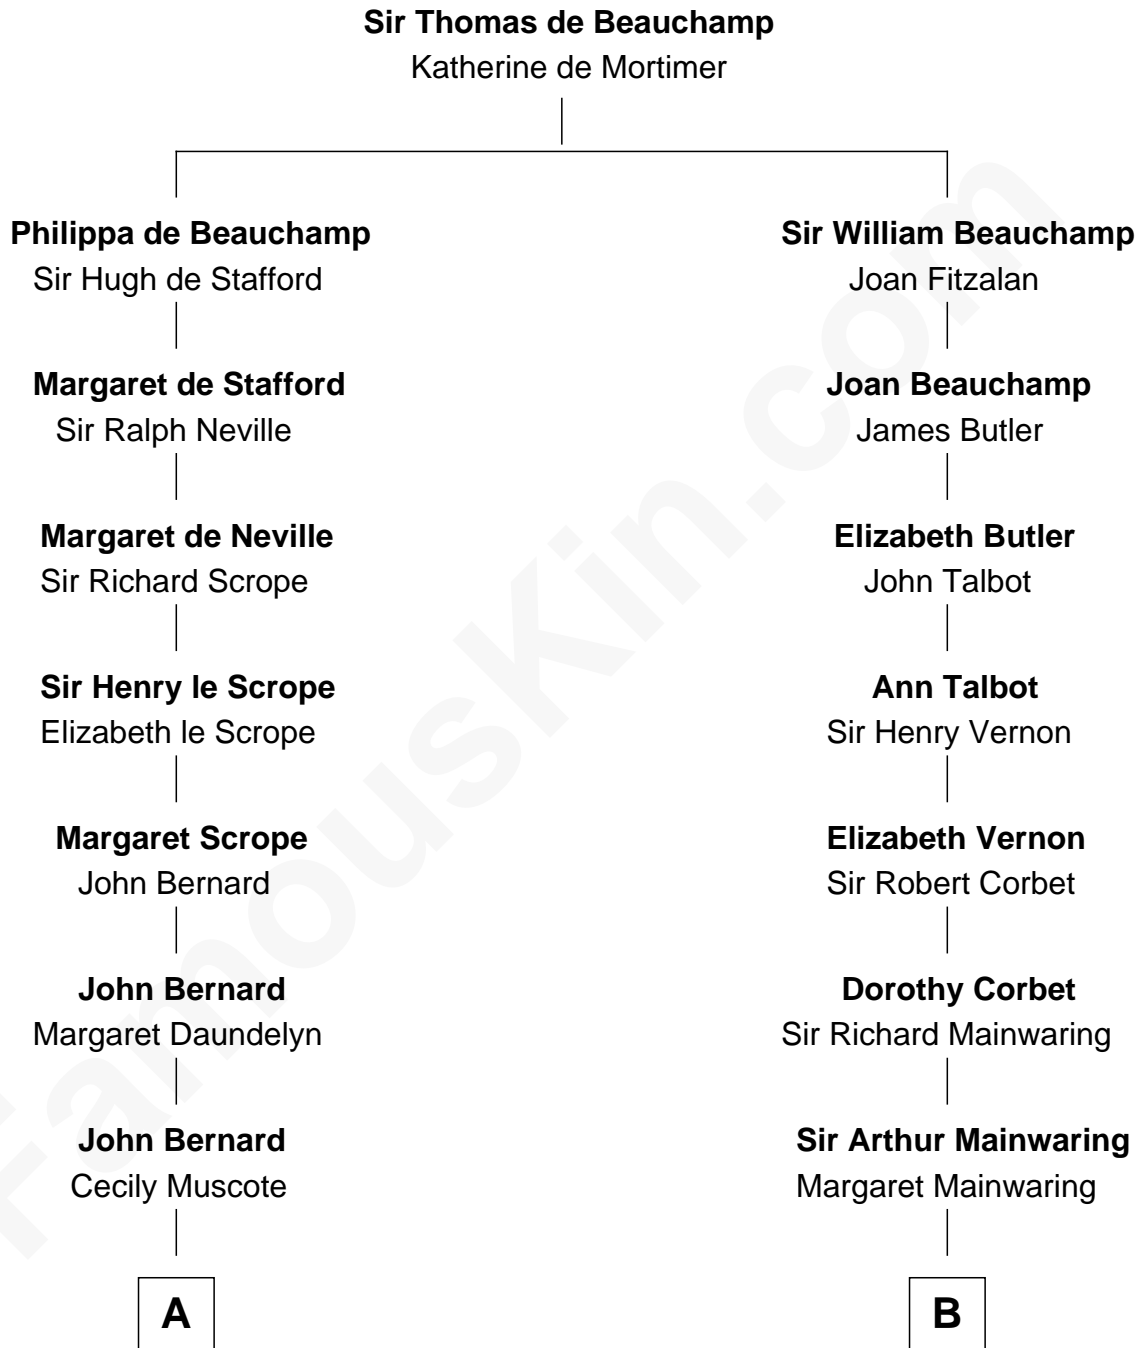 Sir Thomas de Beauchamp
Katherine de Mortimer
Philippa de Beauchamp
Sir Hugh de Stafford
Sir William Beauchamp
Joan Fitzalan
Margaret de Stafford
Sir Ralph Neville
Joan Beauchamp
James Butler
Margaret de Neville
Sir Richard Scrope
Elizabeth Butler
John Talbot
Sir Henry le Scrope
Elizabeth le Scrope
Ann Talbot
Sir Henry Vernon
Margaret Scrope
John Bernard
Elizabeth Vernon
Sir Robert Corbet
John Bernard
Margaret Daundelyn
Dorothy Corbet
Sir Richard Mainwaring
John Bernard
Cecily Muscote
Sir Arthur Mainwaring
Margaret Mainwaring
A
B
FamousKin.com